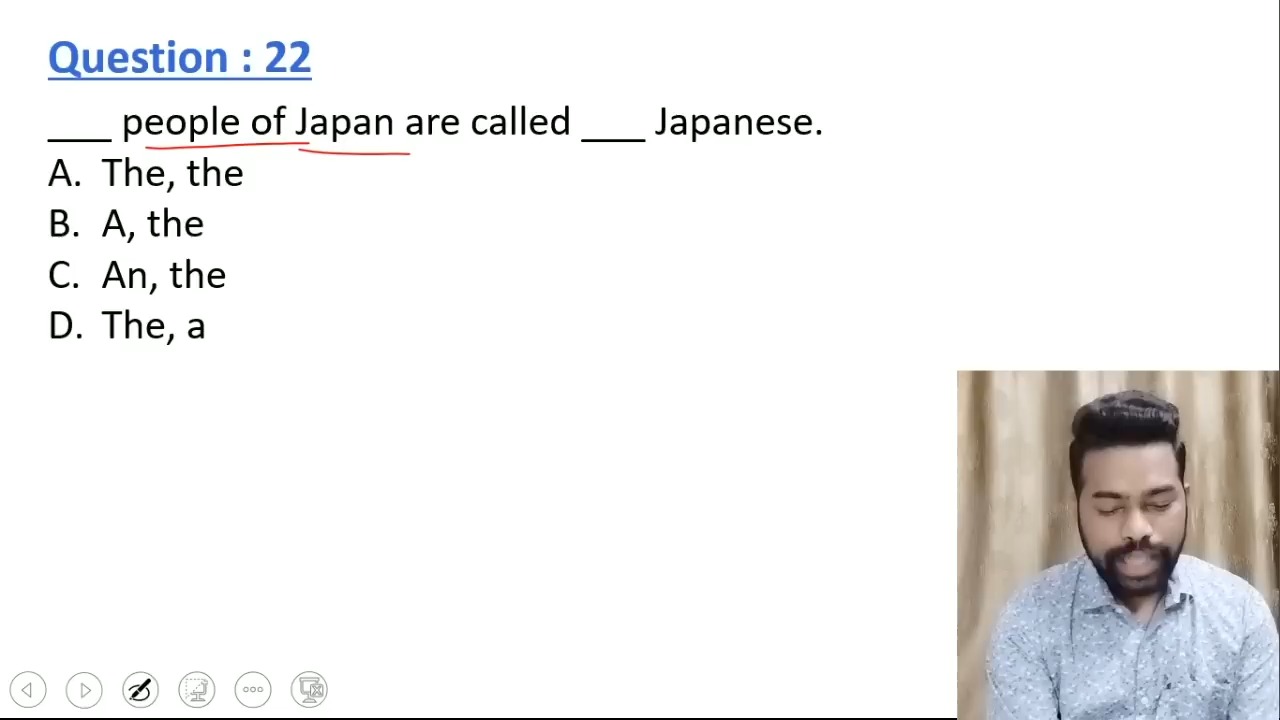 Question : 22
___ people of Japan are called ___ Japanese.
A. The, the
B. A, the
C. An, the
D. The, a